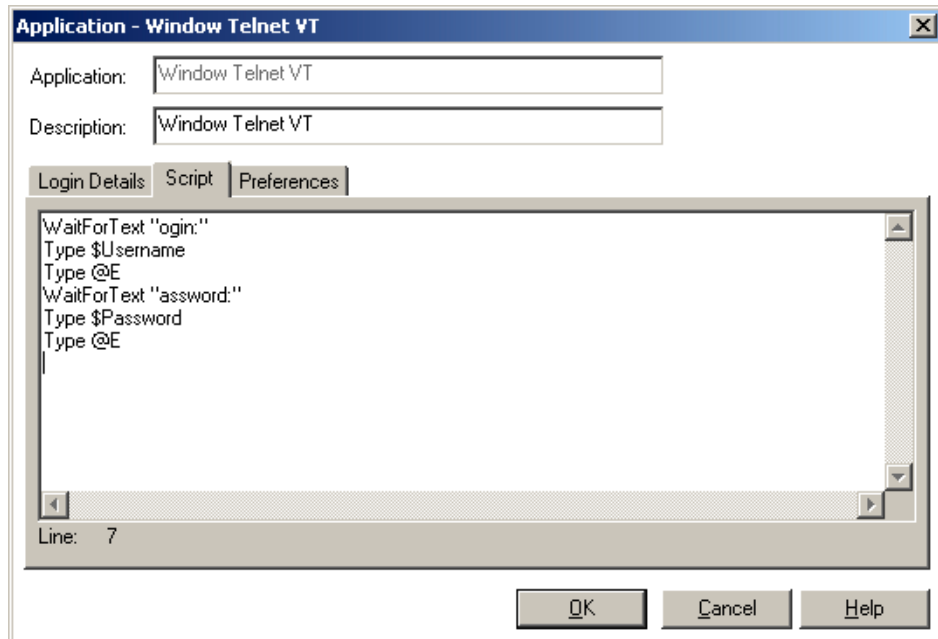 Application - Window Telnet VT
Application: Window Telnet VT
Description: Window Telnet VT
Login Details Script Preferences
WaitForText "ogin:"
Type $Username
Type @E
WaitForText "assword:"
Type $Password
Type @E
Line: 7
OK Cancel Help